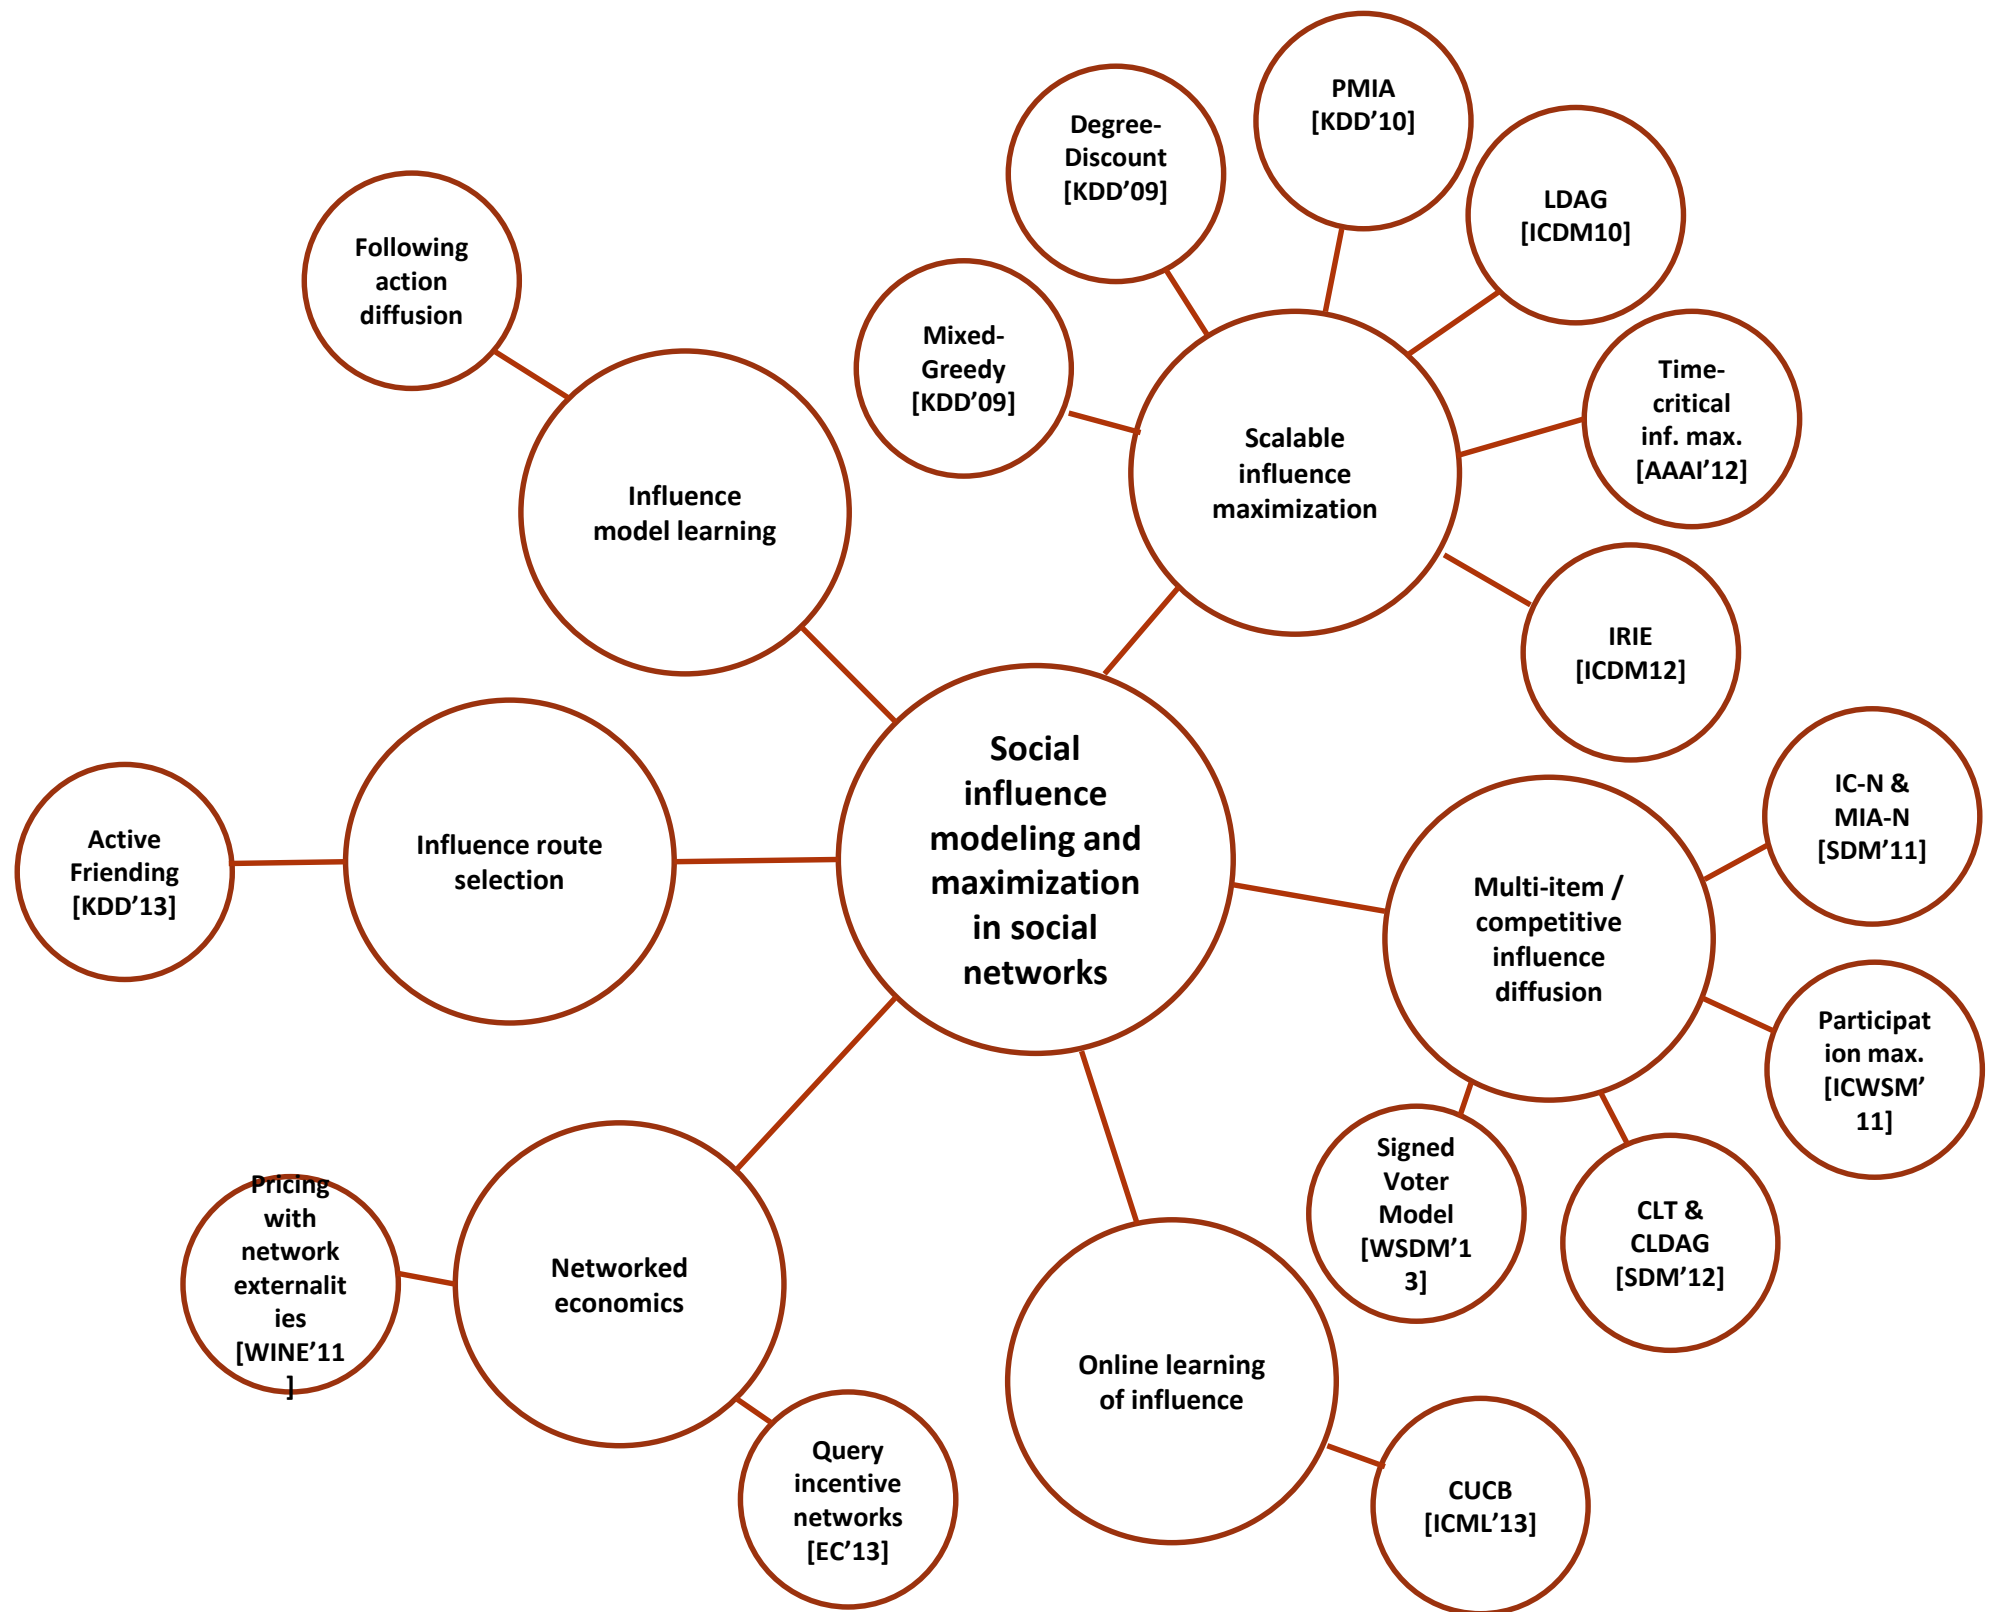 PMIA
[KDD’10]
Degree-
Discount
[KDD’09]
LDAG
[ICDM10]
Following
action
diffusion
Mixed-
Greedy
[KDD’09]
Time-
critical
inf. max.
[AAAI’12]
Scalable
influence
maximization
Influence
model learning
IRIE
[ICDM12]
Social
influence
modeling and
maximization
in social
networks
IC-N &
MIA-N
[SDM’11]
Active
Friending
[KDD’13]
Influence route
selection
Multi-item /
competitive
influence
diffusion
Participat
ion max.
[ICWSM’
11]
Signed
Voter
Model
[WSDM’1
3]
CLT &
CLDAG
[SDM’12]
Pricing
with
network
externalit
ies
[WINE’11
]
Networked
economics
Online learning
of influence
Query
incentive
networks
[EC’13]
CUCB
[ICML’13]